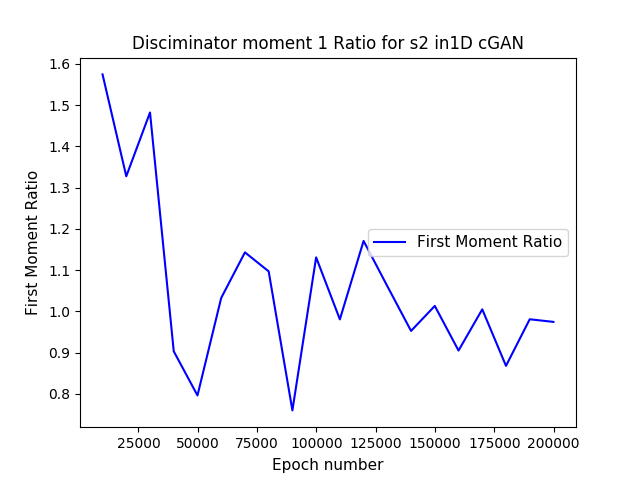 Disciminator moment 1 Ratio for s2 in1D cGAN
1.6
1.5
1.4
1.3
1.2
1.1
1.0
0.9
0.8
First Moment Ratio
First Moment Ratio
25000 50000 75000 100000 125000 150000 175000 200000
Epoch number